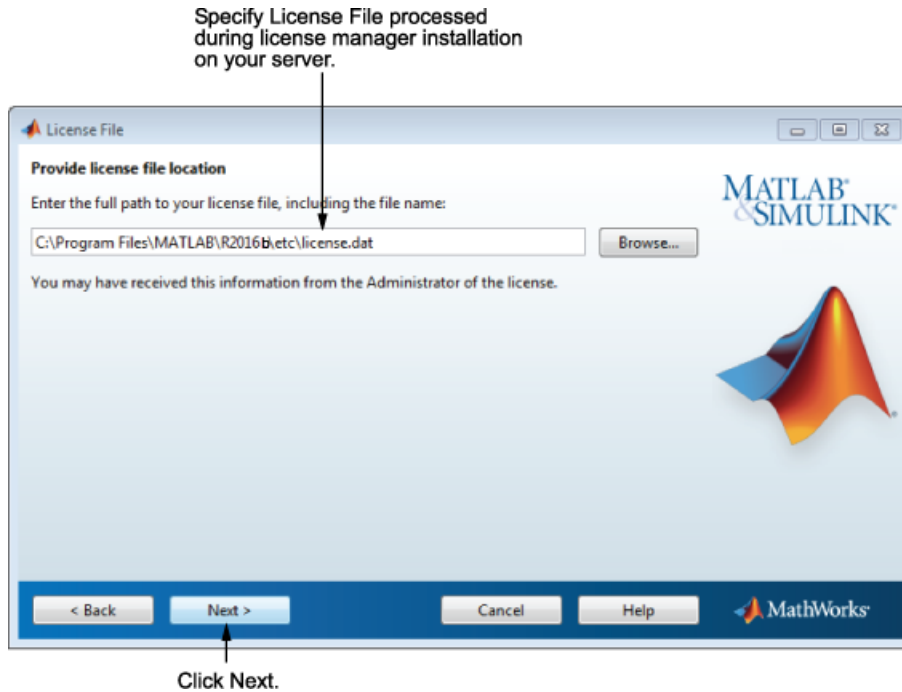 Specify License File processed
during license manager installation
on your server.
License File
Provide license file location
Enter the full path to your license file, including the file name:
C:\Program Files\MATLAB\R2016b\etc\license.dat
Browse...
You may have received this information from the Administrator of the license.
MATLAB®
&SIMULINK®
< Back
Next >
Cancel
Help
MathWorks®
Click Next.